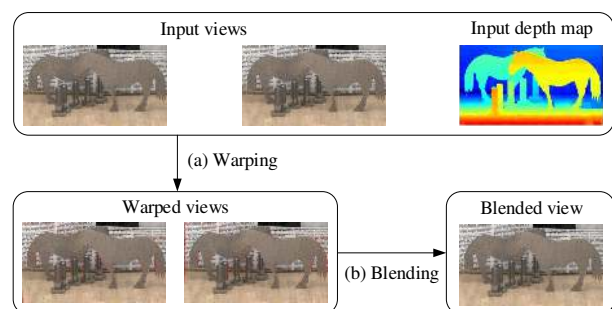 Input views
Input depth map
(a) Warping
Warped views
Blended view
(b) Blending